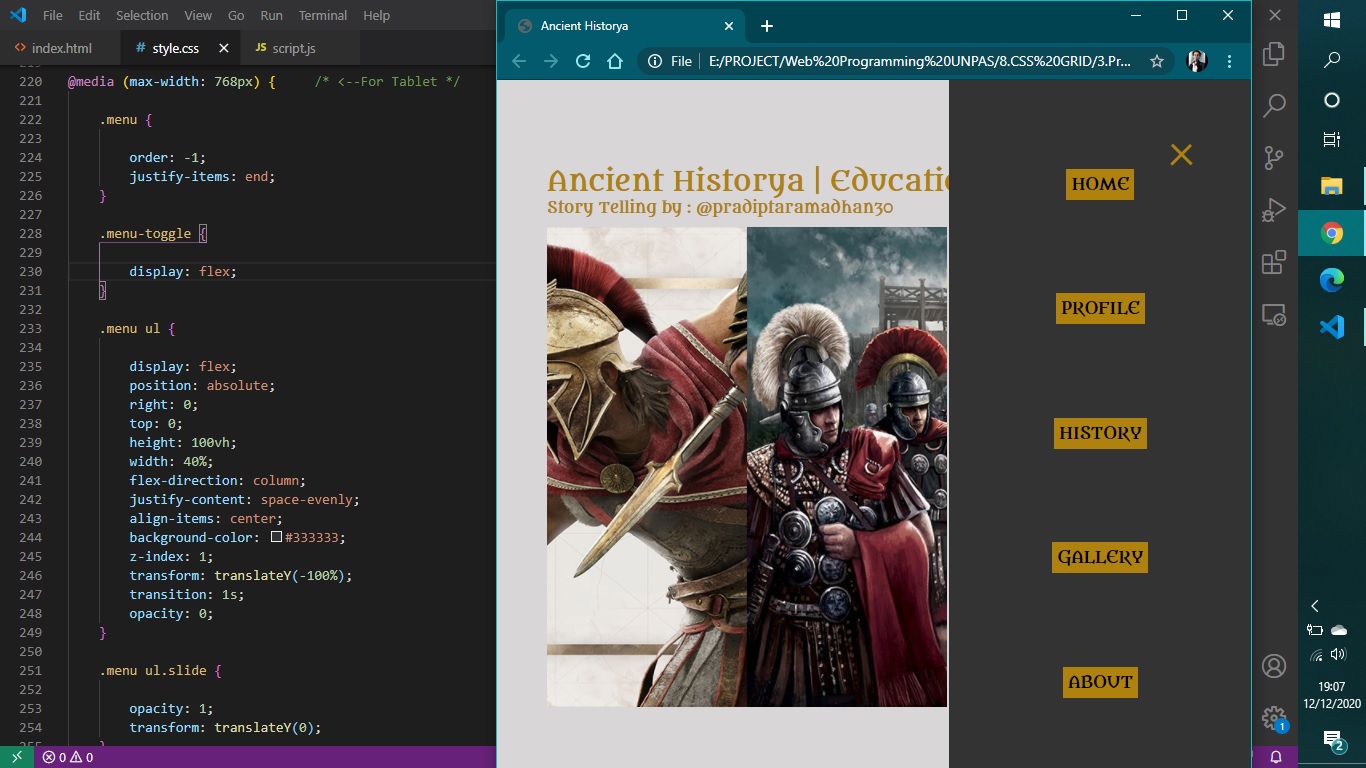 File Edit Selection View Go Run Terminal Help
index.html
# style.css
JS script.js
220 @media (max-width: 768px) { /* <--For Tablet */
221
222 .menu {
223
224 order: -1;
225 justify-items: end;
226 }
227
228 .menu-toggle {
229
230 display: flex;
231 }
232
233 .menu ul {
234
235 display: flex;
236 position: absolute;
237 right: 0;
238 top: 0;
239 height: 100vh;
240 width: 40%;
241 flex-direction: column;
242 justify-content: space-evenly;
243 align-items: center;
244 background-color: #333333;
245 z-index: 1;
246 transform: translateY(-100%);
247 transition: 1s;
248 opacity: 0;
249 }
250
251 .menu ul.slide {
252
253 opacity: 1;
254 transform: translateY(0);
0 0
Ancient Historya
File E:/PROJECT/Web%20Programming%20UNPAS/8.CSS%20GRID/3.Pr...
Ancient Historya | Educatio
Story Telling by : @pradiptaramadhan30
HOME
PROFILE
HISTORY
GALLERY
ABOUT
1
19:07
12/12/2020
2